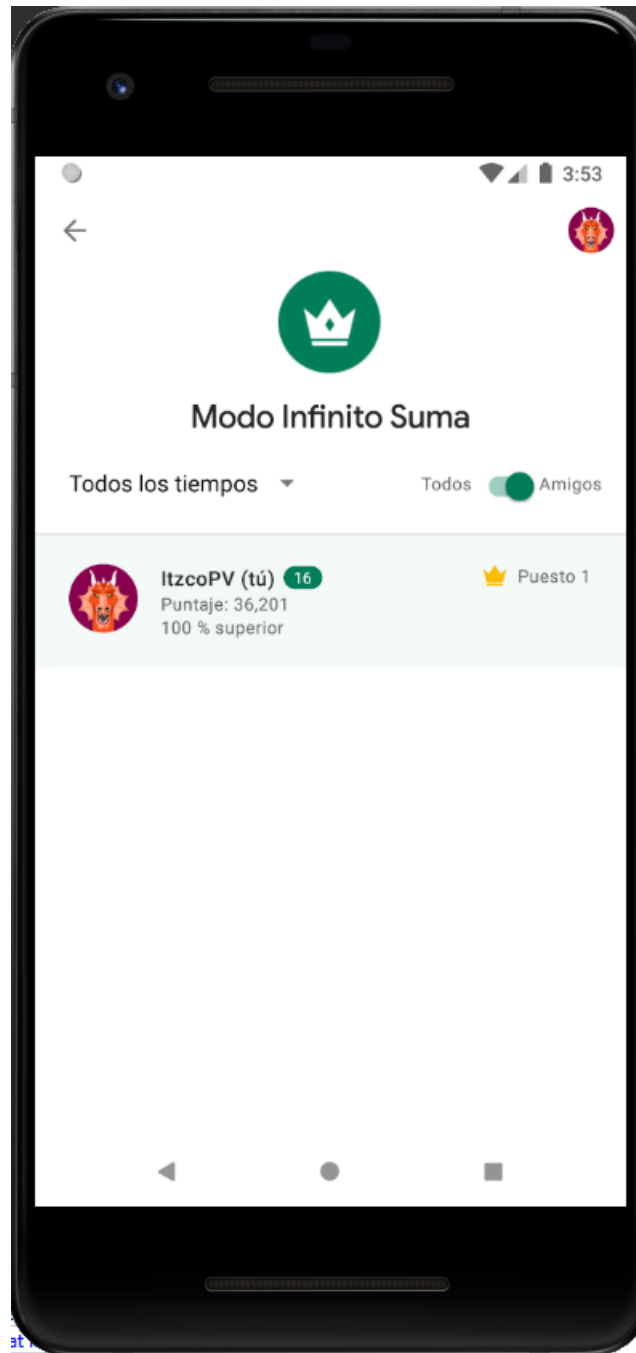 3:53
Modo Infinito Suma
Todos los tiempos
Todos Amigos
ItzcoPV (tú) 16
Puesto 1
Puntaje: 36,201
100 % superior
at